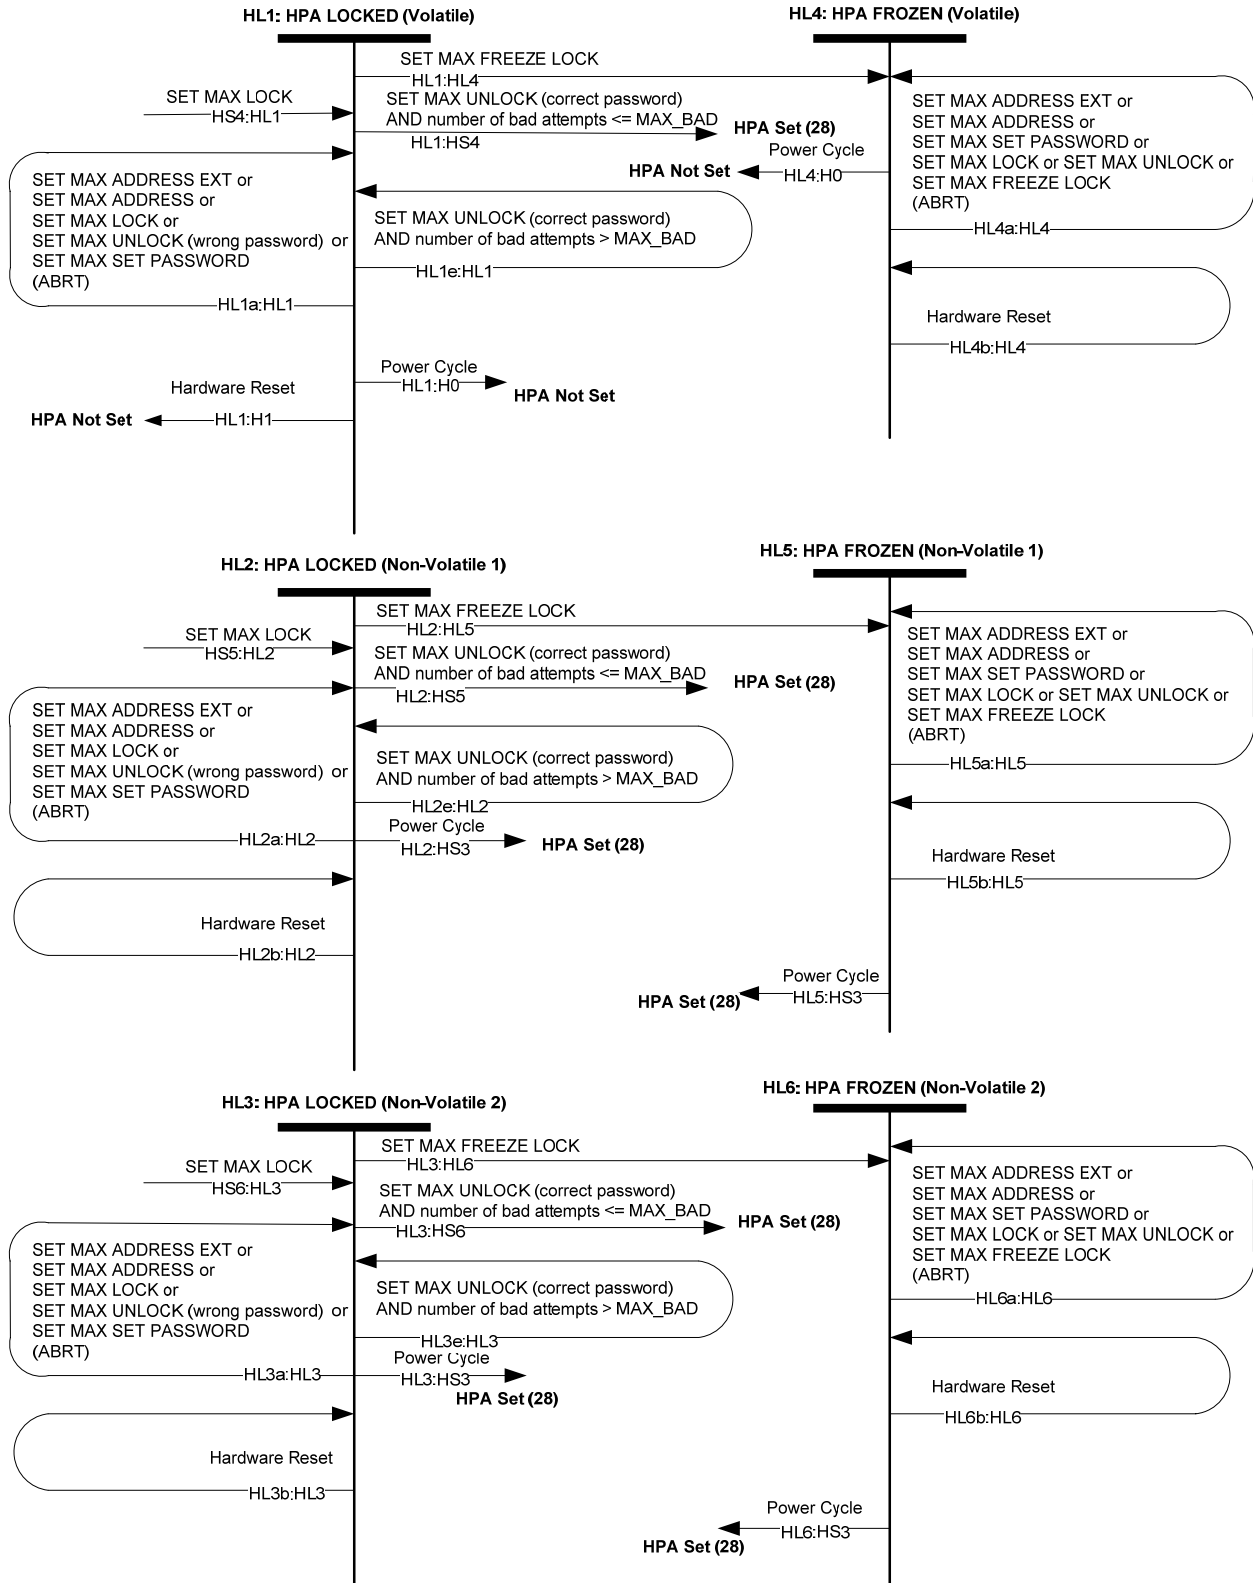 HL1: HPA LOCKED (Volatile)
SET MAX FREEZE LOCK
HL1:HL4
SET MAX LOCK
HS4:HL1
SET MAX UNLOCK (correct password)
AND number of bad attempts <= MAX_BAD
HL1:HS4
HPA Set (28)
SET MAX ADDRESS EXT or
SET MAX ADDRESS or
SET MAX LOCK or
SET MAX UNLOCK (wrong password) or
SET MAX SET PASSWORD
(ABRT)
HL1a:HL1
SET MAX UNLOCK (correct password)
AND number of bad attempts > MAX_BAD
HL1e:HL1
Power Cycle
HL1:H0
HPA Not Set
Hardware Reset
HL1:H1
HPA Not Set
HL4: HPA FROZEN (Volatile)
SET MAX ADDRESS EXT or
SET MAX ADDRESS or
SET MAX SET PASSWORD or
SET MAX LOCK or SET MAX UNLOCK or
SET MAX FREEZE LOCK
(ABRT)
HL4a:HL4
Power Cycle
HL4:H0
HPA Not Set
Hardware Reset
HL4b:HL4
HL2: HPA LOCKED (Non-Volatile 1)
SET MAX FREEZE LOCK
HL2:HL5
SET MAX LOCK
HS5:HL2
SET MAX UNLOCK (correct password)
AND number of bad attempts <= MAX_BAD
HL2:HS5
HPA Set (28)
SET MAX ADDRESS EXT or
SET MAX ADDRESS or
SET MAX LOCK or
SET MAX UNLOCK (wrong password) or
SET MAX SET PASSWORD
(ABRT)
HL2a:HL2
SET MAX UNLOCK (correct password)
AND number of bad attempts > MAX_BAD
HL2e:HL2
Power Cycle
HL2:HS3
HPA Set (28)
Hardware Reset
HL2b:HL2
HL5: HPA FROZEN (Non-Volatile 1)
SET MAX ADDRESS EXT or
SET MAX ADDRESS or
SET MAX SET PASSWORD or
SET MAX LOCK or SET MAX UNLOCK or
SET MAX FREEZE LOCK
(ABRT)
HL5a:HL5
Hardware Reset
HL5b:HL5
Power Cycle
HL5:HS3
HPA Set (28)
HL3: HPA LOCKED (Non-Volatile 2)
SET MAX FREEZE LOCK
HL3:HL6
SET MAX LOCK
HS6:HL3
SET MAX UNLOCK (correct password)
AND number of bad attempts <= MAX_BAD
HL3:HS6
HPA Set (28)
SET MAX ADDRESS EXT or
SET MAX ADDRESS or
SET MAX LOCK or
SET MAX UNLOCK (wrong password) or
SET MAX SET PASSWORD
(ABRT)
HL3a:HL3
SET MAX UNLOCK (correct password)
AND number of bad attempts > MAX_BAD
HL3e:HL3
Power Cycle
HL3:HS3
HPA Set (28)
Hardware Reset
HL3b:HL3
HL6: HPA FROZEN (Non-Volatile 2)
SET MAX ADDRESS EXT or
SET MAX ADDRESS or
SET MAX SET PASSWORD or
SET MAX LOCK or SET MAX UNLOCK or
SET MAX FREEZE LOCK
(ABRT)
HL6a:HL6
Hardware Reset
HL6b:HL6
Power Cycle
HL6:HS3
HPA Set (28)